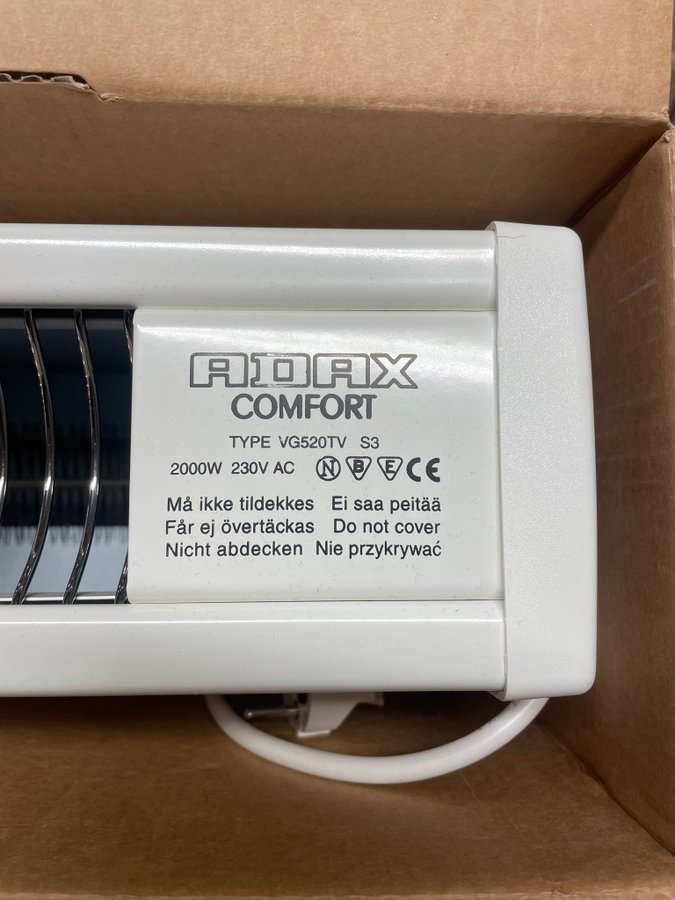 ADAX
COMFORT
TYPE VG520TV S3
2000W 230V AC N B E CE
Må ikke tildekkes Ei saa peitää
Får ej övertäckas Do not cover
Nicht abdecken Nie przykrywać